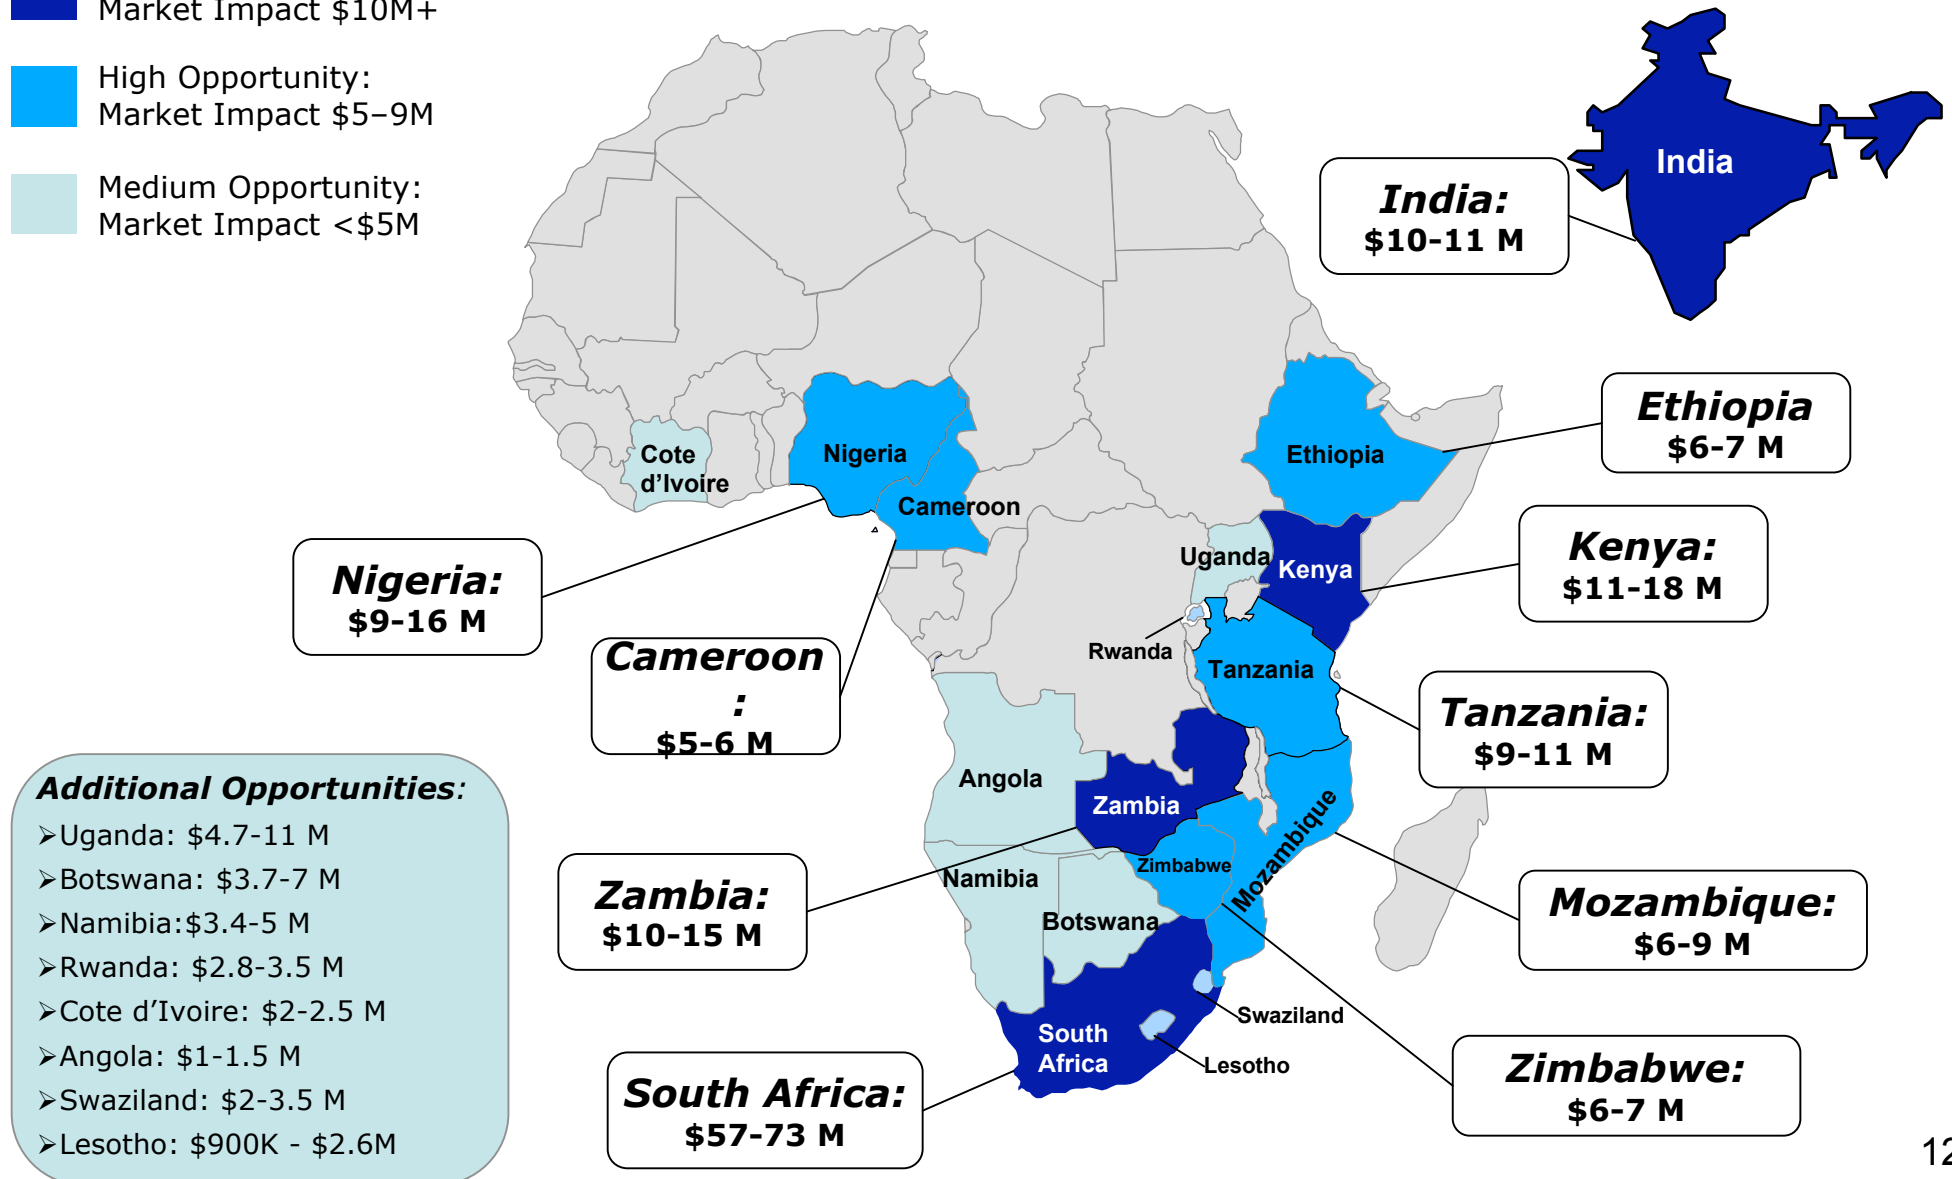 Market Impact $10M+
High Opportunity:
Market Impact $5–9M
Medium Opportunity:
Market Impact <$5M
India
India:
$10-11 M
Ethiopia
$6-7 M
Kenya:
$11-18 M
Tanzania:
$9-11 M
Mozambique:
$6-9 M
Zimbabwe:
$6-7 M
South Africa:
$57-73 M
Zambia:
$10-15 M
Cameroon
:
$5-6 M
Nigeria:
$9-16 M
Cote
d’Ivoire
Nigeria
Cameroon
Ethiopia
Uganda
Kenya
Rwanda
Tanzania
Angola
Zambia
Mozambique
Zimbabwe
Namibia
Botswana
Swaziland
South
Africa
Lesotho
Additional Opportunities:
➢Uganda: $4.7-11 M
➢Botswana: $3.7-7 M
➢Namibia:$3.4-5 M
➢Rwanda: $2.8-3.5 M
➢Cote d’Ivoire: $2-2.5 M
➢Angola: $1-1.5 M
➢Swaziland: $2-3.5 M
➢Lesotho: $900K - $2.6M
12